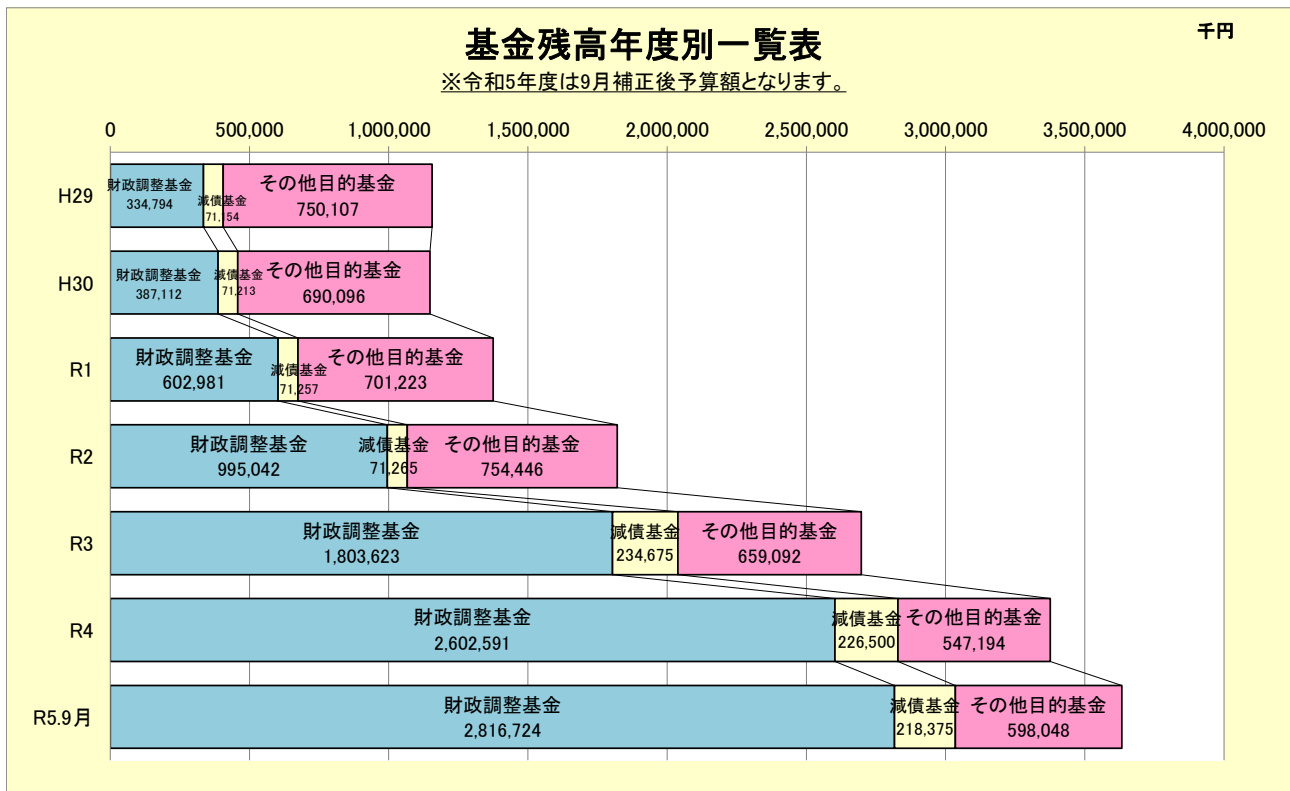 基金残高年度別一覧表
千円
※令和5年度は9月補正後予算額となります。
0 500,000 1,000,000 1,500,000 2,000,000 2,500,000 3,000,000 3,500,000 4,000,000
H29
財政調整基金
334,794
減債基金
71,154
その他目的基金
750,107
H30
財政調整基金
387,112
減債基金
71,213
その他目的基金
690,096
R1
財政調整基金
602,981
減債基金
71,257
その他目的基金
701,223
R2
財政調整基金
995,042
減債基金
71,265
その他目的基金
754,446
R3
財政調整基金
1,803,623
減債基金
234,675
その他目的基金
659,092
R4
財政調整基金
2,602,591
減債基金
226,500
その他目的基金
547,194
R5.9月
財政調整基金
2,816,724
減債基金
218,375
その他目的基金
598,048